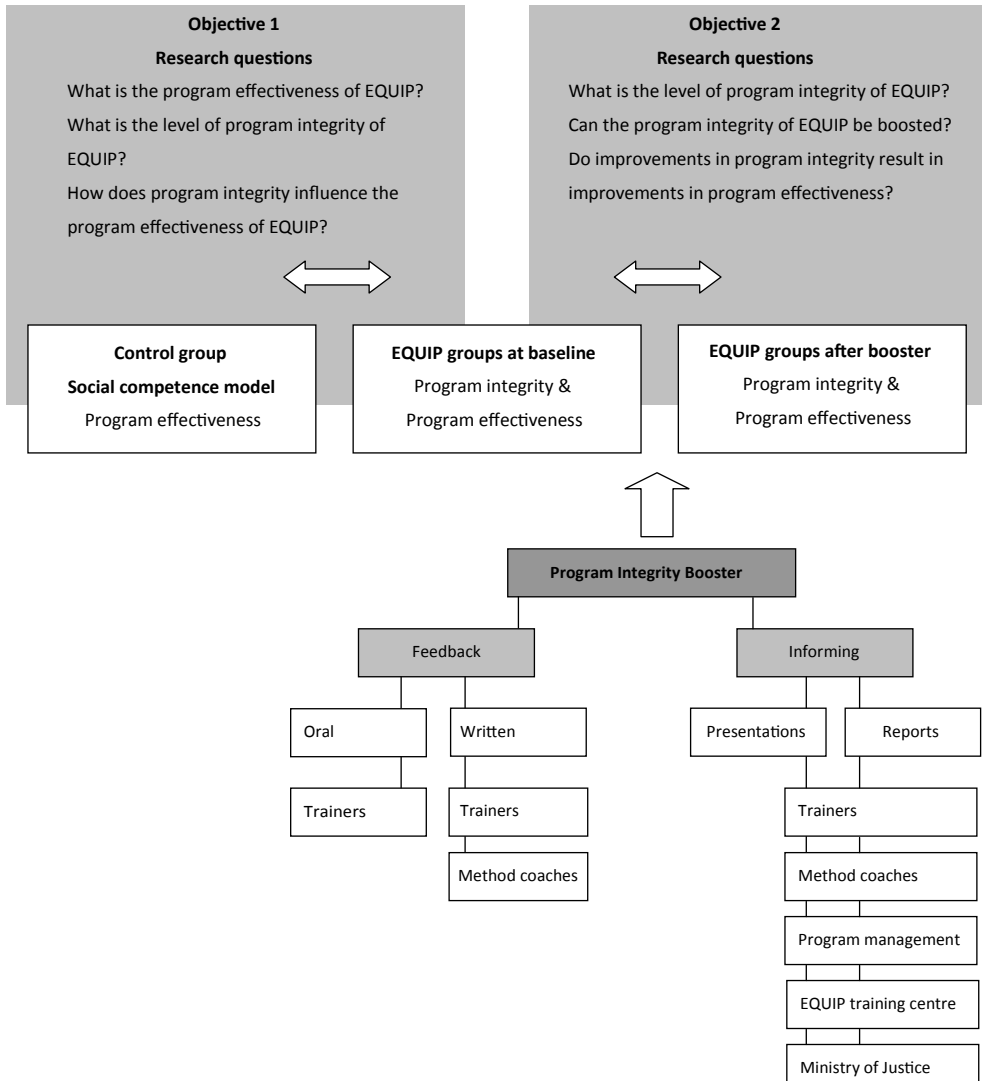 Objective 1
Research questions
What is the program effectiveness of EQUIP?
What is the level of program integrity of
EQUIP?
How does program integrity influence the
program effectiveness of EQUIP?
Objective 2
Research questions
What is the level of program integrity of EQUIP?
Can the program integrity of EQUIP be boosted?
Do improvements in program integrity result in
improvements in program effectiveness?
Control group
Social competence model
Program effectiveness
EQUIP groups at baseline
Program integrity &
Program effectiveness
EQUIP groups after booster
Program integrity &
Program effectiveness
Program Integrity Booster
Feedback
Informing
Oral
Written
Presentations
Reports
Trainers
Trainers
Trainers
Method coaches
Method coaches
Program management
EQUIP training centre
Ministry of Justice